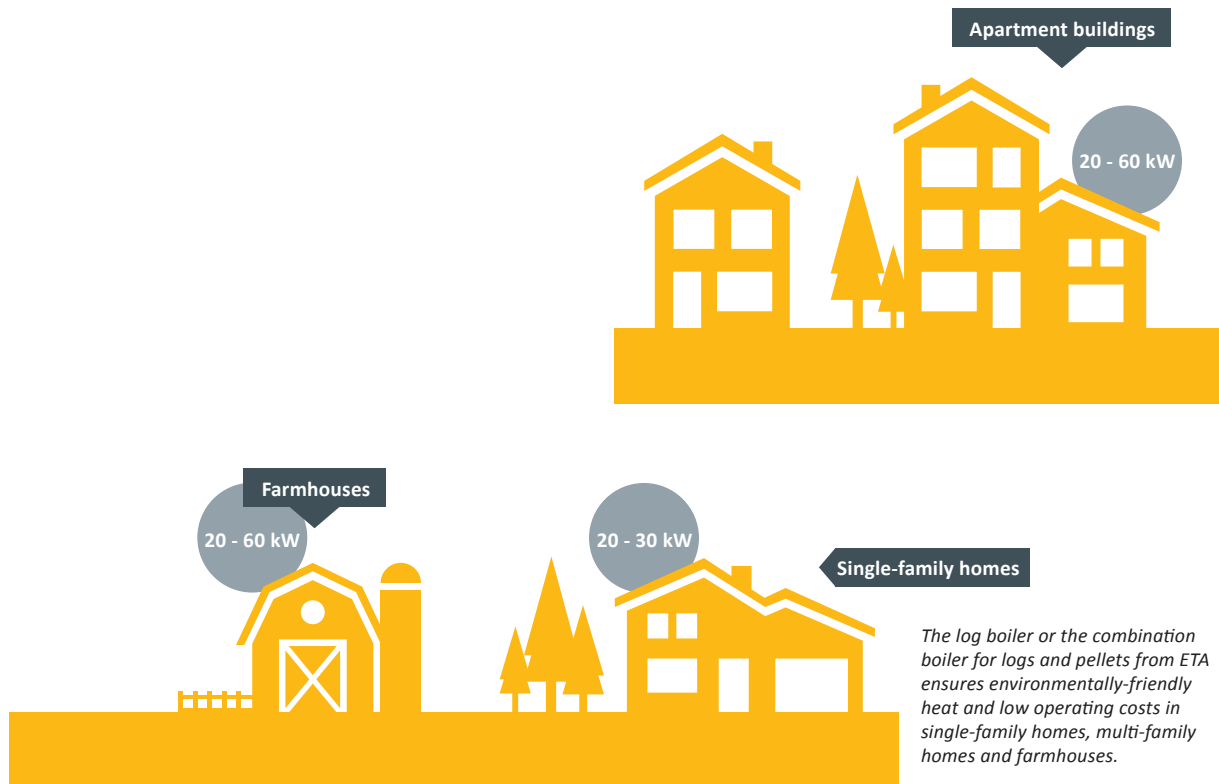 Apartment buildings
20 - 60 kW
Farmhouses
20 - 60 kW
20 - 30 kW
Single-family homes
The log boiler or the combination
boiler for logs and pellets from ETA
ensures environmentally-friendly
heat and low operating costs in
single-family homes, multi-family
homes and farmhouses.